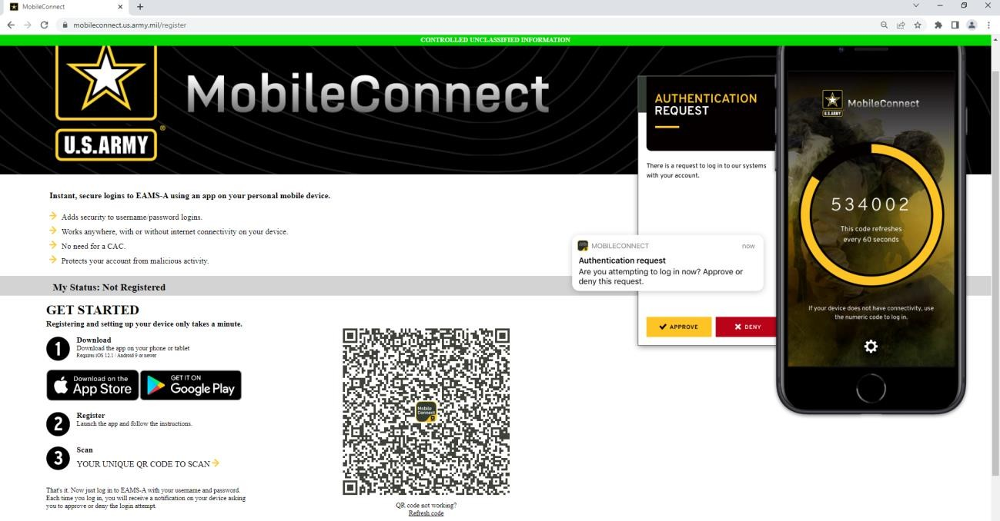 MobileConnect
mobileconnect.us.army.mil/register
CONTROLLED UNCLASSIFIED INFORMATION
U.S.ARMY ®
MobileConnect
AUTHENTICATION
REQUEST
There is a request to log in to our systems
with your account.
MOBILECONNECT now
Authentication request
Are you attempting to log in now? Approve or
deny this request.
APPROVE
DENY
U.S.ARMY
MobileConnect
534002
This code refreshes
every 60 seconds
If your device does not have connectivity, use
the numeric code to log in.
Instant, secure logins to EAMS-A using an app on your personal mobile device.
Adds security to username/password logins.
Works anywhere, with or without internet connectivity on your device.
No need for a CAC.
Protects your account from malicious activity.
My Status: Not Registered
GET STARTED
Registering and setting up your device only takes a minute.
1
Download
Download the app on your phone or tablet
Requires iOS 12.1 / Android 9 or newer
Download on the
App Store
GET IT ON
Google Play
2
Register
Launch the app and follow the instructions.
3
Scan
YOUR UNIQUE QR CODE TO SCAN
That's it. Now just log in to EAMS-A with your username and password.
Each time you log in, you will receive a notification on your device asking
you to approve or deny the login attempt.
Mobile
Connect
QR code not working?
Refresh code